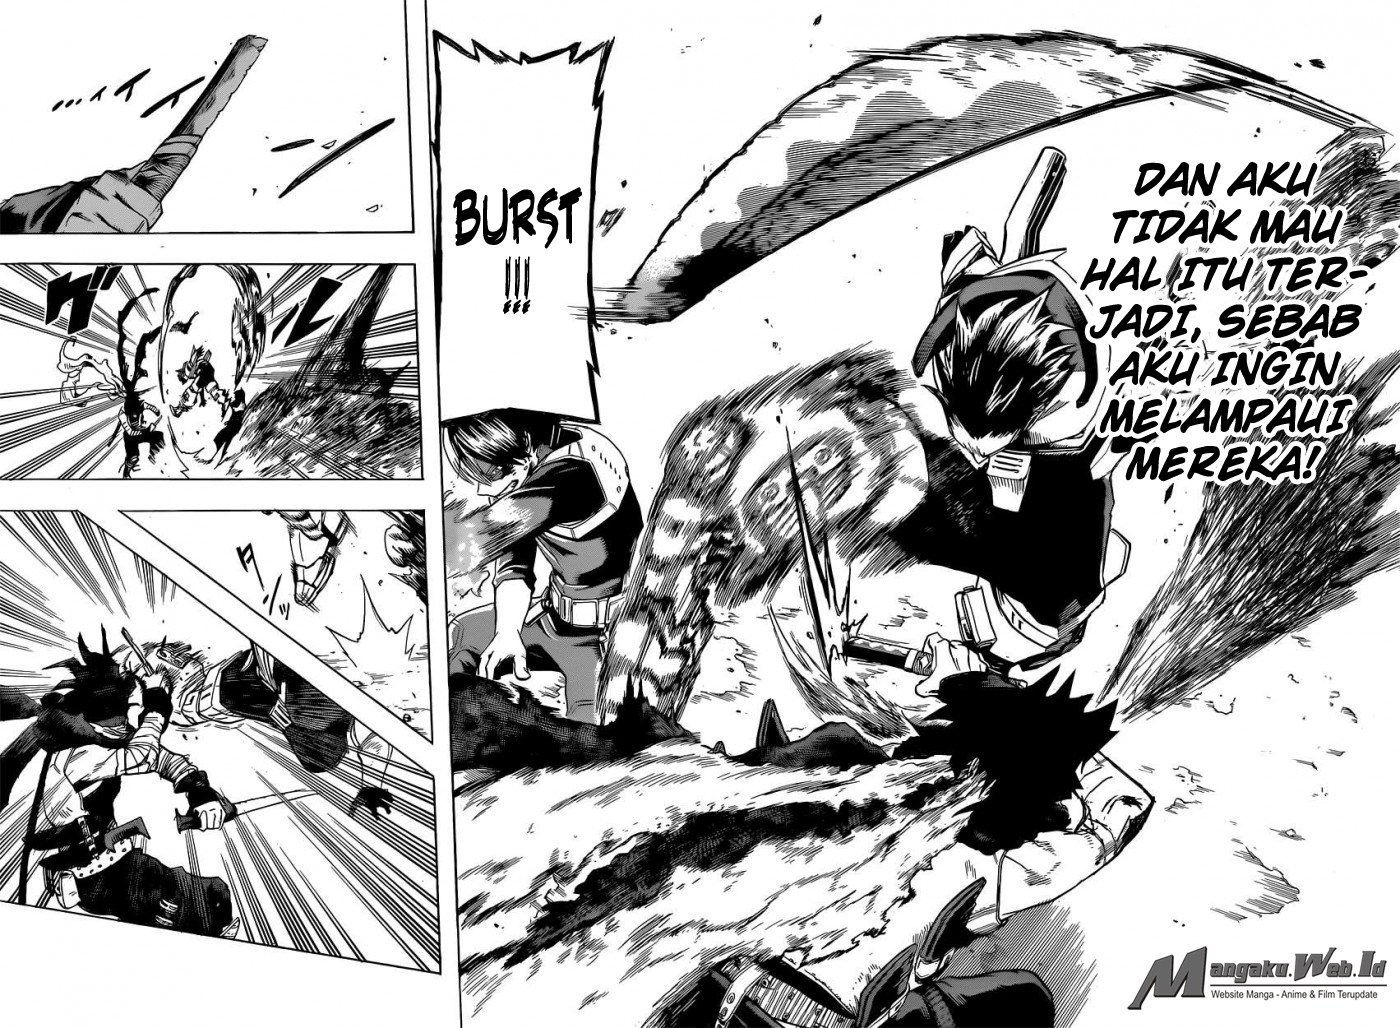 DAN AKU
TIDAK MAU
HAL ITU TER-
JADI, SEBAB
AKU INGIN
MELAMPAUI
MEREKA!
BURST
!!!
Mangaku.Web.Id
Website Manga - Anime & Film Terupdate